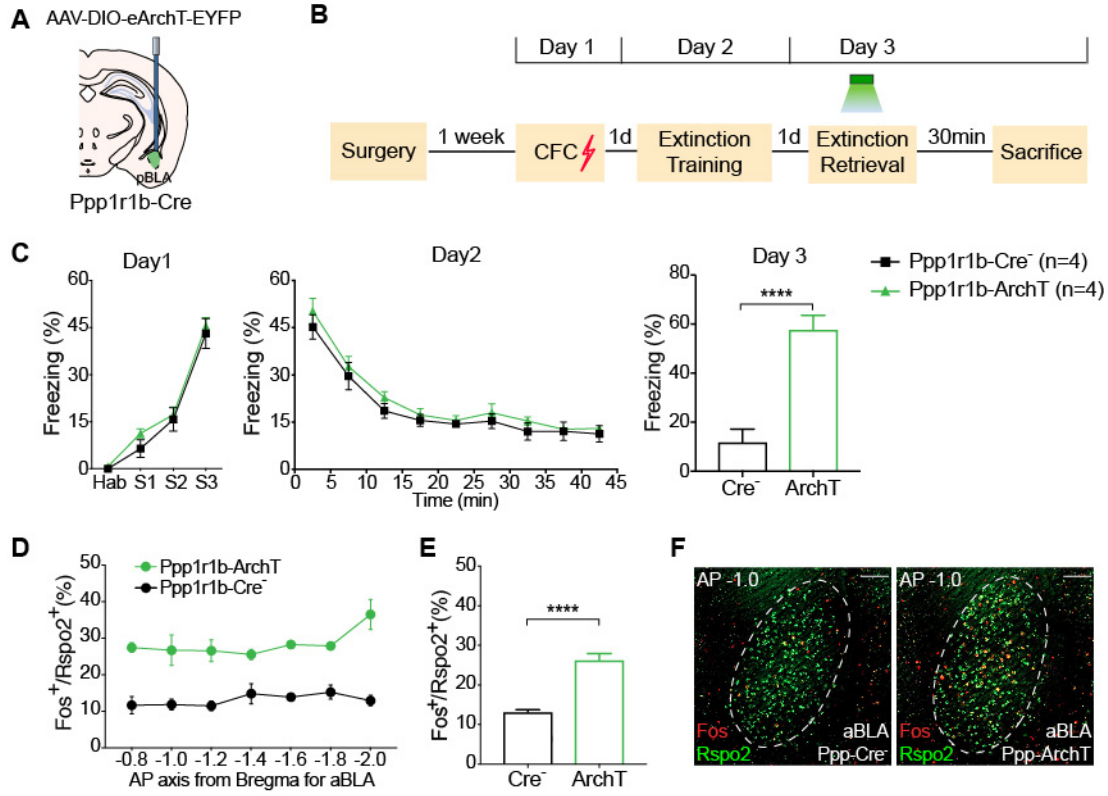 A
AAV-DIO-eArchT-EYFP
pBLA
Ppp1r1b-Cre
B
Day 1
Day 2
Day 3
Surgery
1 week
CFC
1d
Extinction
Training
1d
Extinction
Retrieval
30min
Sacrifice
C
Day1
Freezing (%)
60
45
30
15
0
Hab S1 S2 S3
Day2
Freezing (%)
60
45
30
15
0
0 5 10 15 20 25 30 35 40 45
Time (min)
Day 3
Freezing (%)
80
60
40
20
0
****
Cre⁻ ArchT
Ppp1r1b-Cre⁻ (n=4)
Ppp1r1b-ArchT (n=4)
D
Fos⁺/Rspo2⁺(%)
50
40
30
20
10
0
Ppp1r1b-ArchT
Ppp1r1b-Cre⁻
-0.8 -1.0 -1.2 -1.4 -1.6 -1.8 -2.0
AP axis from Bregma for aBLA
E
Fos⁺/Rspo2⁺(%)
40
30
20
10
0
****
Cre⁻ ArchT
F
AP -1.0
Fos
Rspo2
aBLA
Ppp-Cre⁻
AP -1.0
Fos
Rspo2
aBLA
Ppp-ArchT